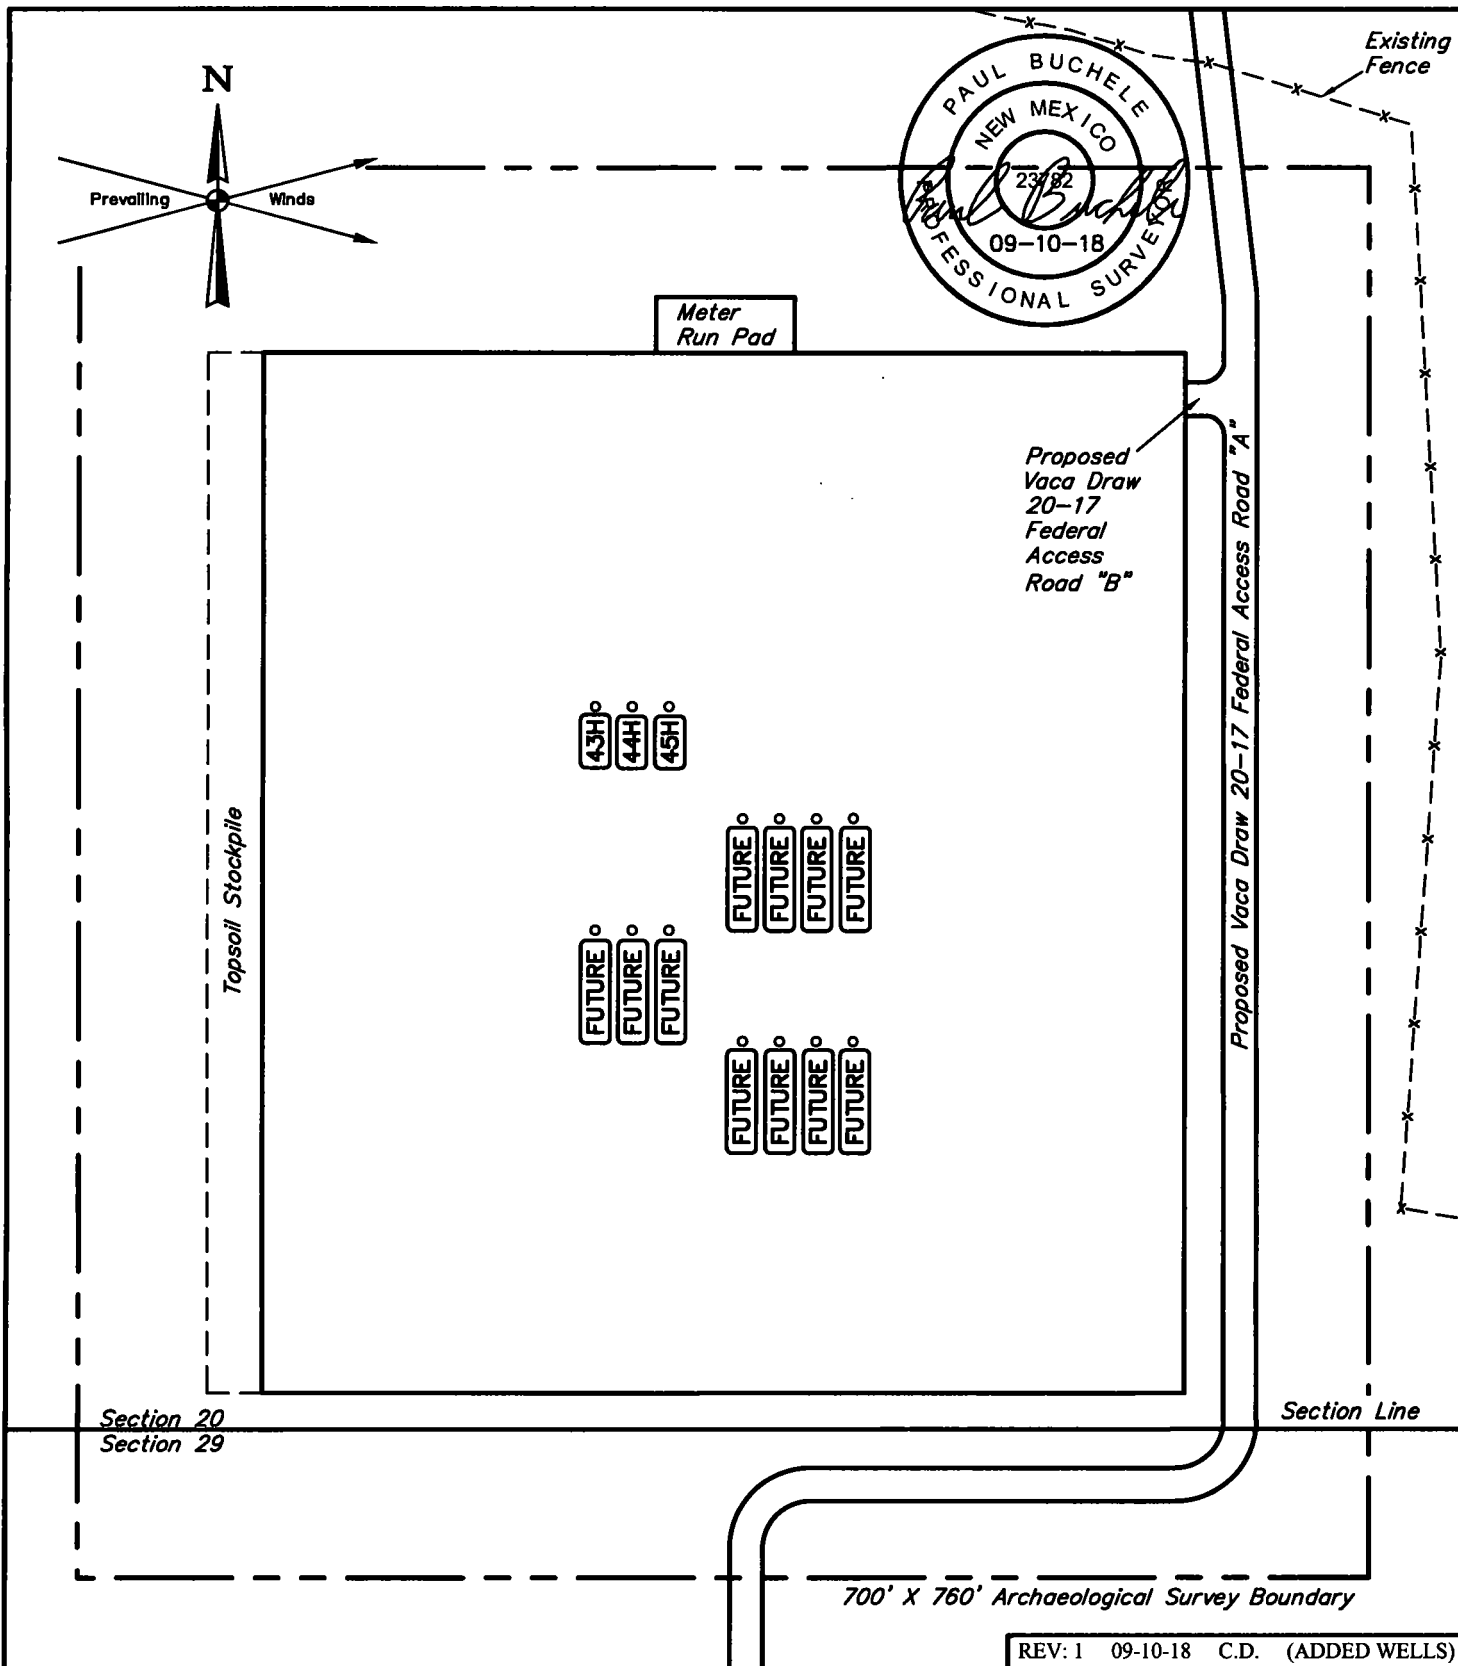 Existing
Fence
N
Prevailing Winds
PAUL BUCHELE
NEW MEXICO
23782
Paul Buchele
09-10-18
PROFESSIONAL SURVEYOR
Meter
Run Pad
Proposed
Vaca Draw
20-17
Federal
Access
Road "B"
Proposed Vaca Draw 20-17 Federal Access Road "A"
43H
44H
45H
FUTURE
FUTURE
FUTURE
FUTURE
Topsoil Stockpile
FUTURE
FUTURE
FUTURE
FUTURE
FUTURE
FUTURE
FUTURE
Section 20
Section Line
Section 29
700' X 760' Archaeological Survey Boundary
REV: 1 09-10-18 C.D. (ADDED WELLS)